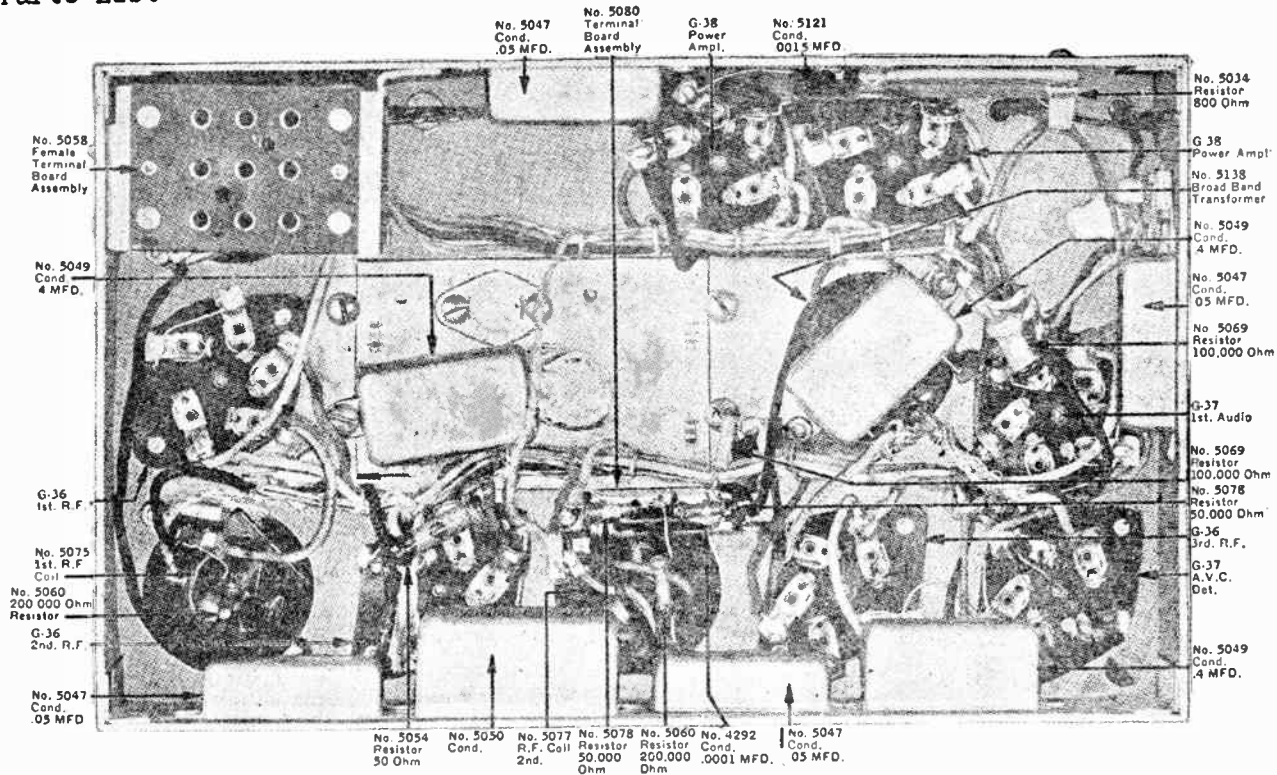 Parts List
No. 5047
Cond.
.05 MFD.
No. 5080
Terminal
Board
Assembly
G-38
Power
Ampl.
No. 5121
Cond.
.0015 MFD.
No. 5034
Resistor
800 Ohm
No. 5058
Female
Terminal
Board
Assembly
G 38
Power Ampl
No. 5138
Broad Band
Transformer
No. 5049
Cond.
.4 MFD.
No. 5049
Cond.
.4 MFD.
No. 5047
Cond.
.05 MFD.
No. 5069
Resistor
100,000 Ohm
G-37
1st. Audio
No. 5069
Resistor
100,000 Ohm
No. 5078
Resistor
50,000 Ohm
G-36
1st. R.F.
G-36
3rd. R.F.
No. 5075
1st. R.F
Coil
G-37
A.V.C.
Det.
No. 5060
200 000 Ohm
Resistor
G-36
2nd. R.F.
No. 5049
Cond.
.4 MFD.
No. 5047
Cond.
.05 MFD
No. 5054
Resistor
50 Ohm
No. 5050
Cond.
No. 5077
R.F. Coil
2nd.
No. 5078
Resistor
50,000
Ohm
No. 5060
Resistor
200,000
Ohm
No. 4292
Cond.
.0001 MFD.
No. 5047
Cond.
.05 MFD.